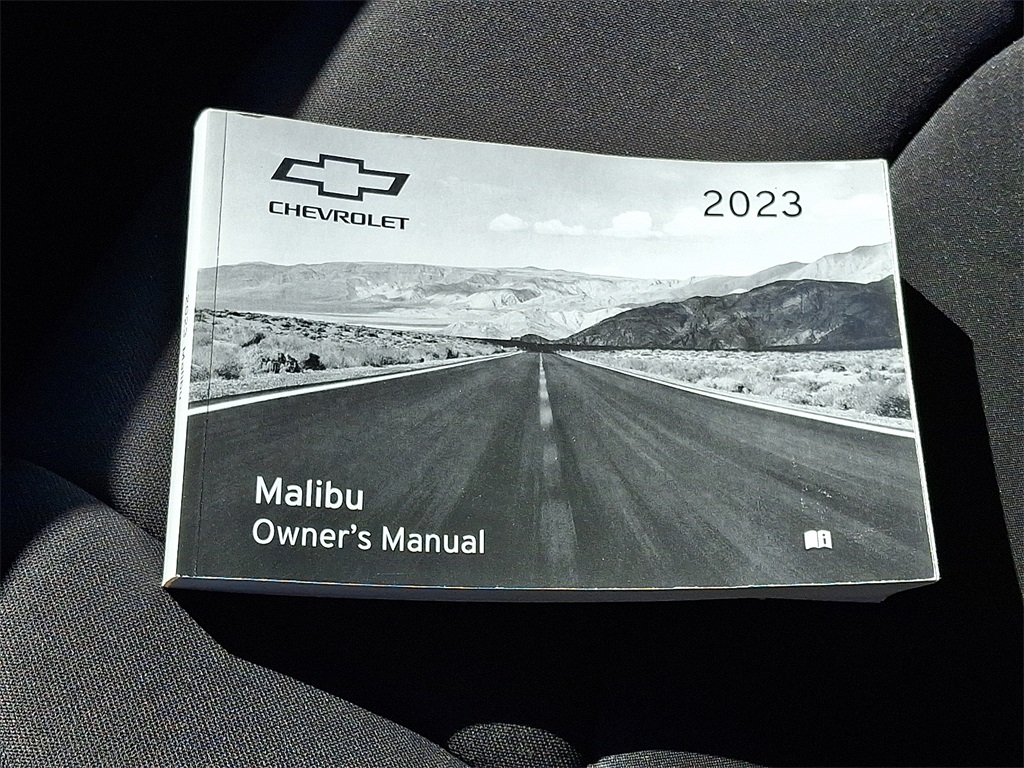 CHEVROLET
2023
Malibu
Owner's Manual